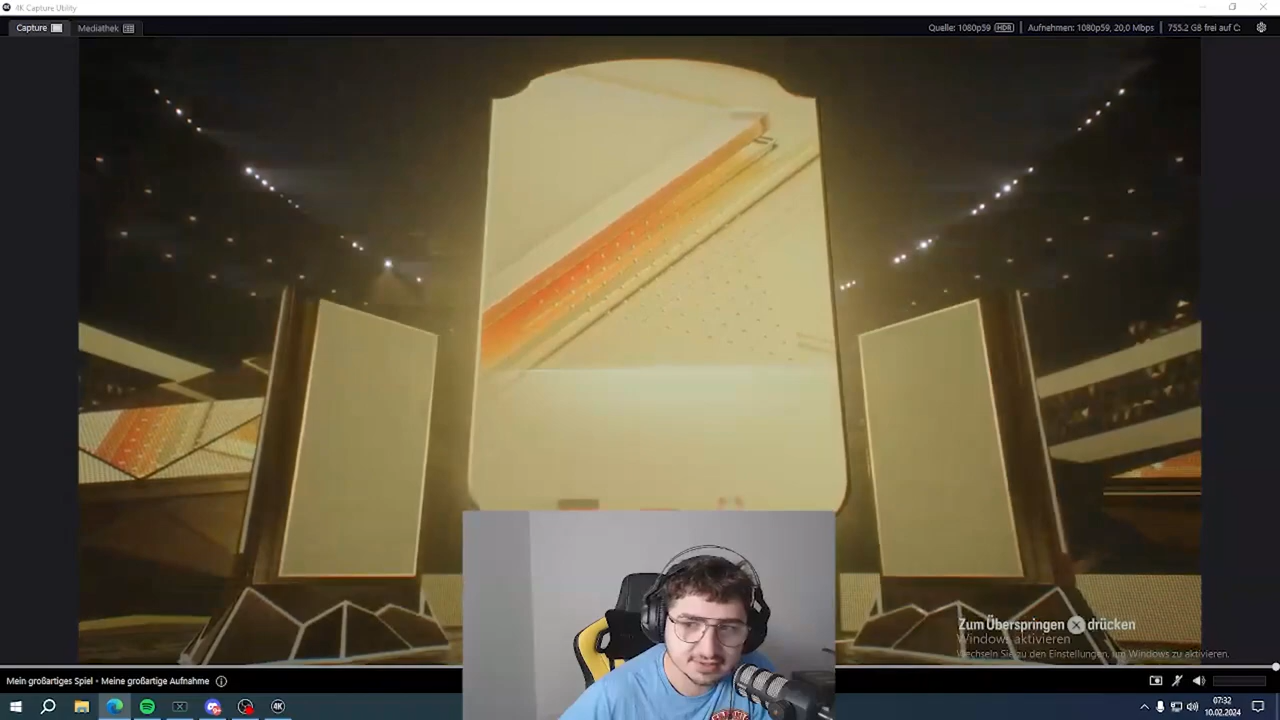 4K Capture Utility
Capture
Mediathek
Quelle: 1080p59 HDR
Aufnehmen: 1080p59, 20,0 Mbps
755.2 GB frei auf C:
Zum Überspringen X drücken
Windows aktivieren
Wechseln Sie zu den Einstellungen, um Windows zu aktivieren.
Mein großartiges Spiel - Meine großartige Aufnahme
4K
07:32
10.02.2024